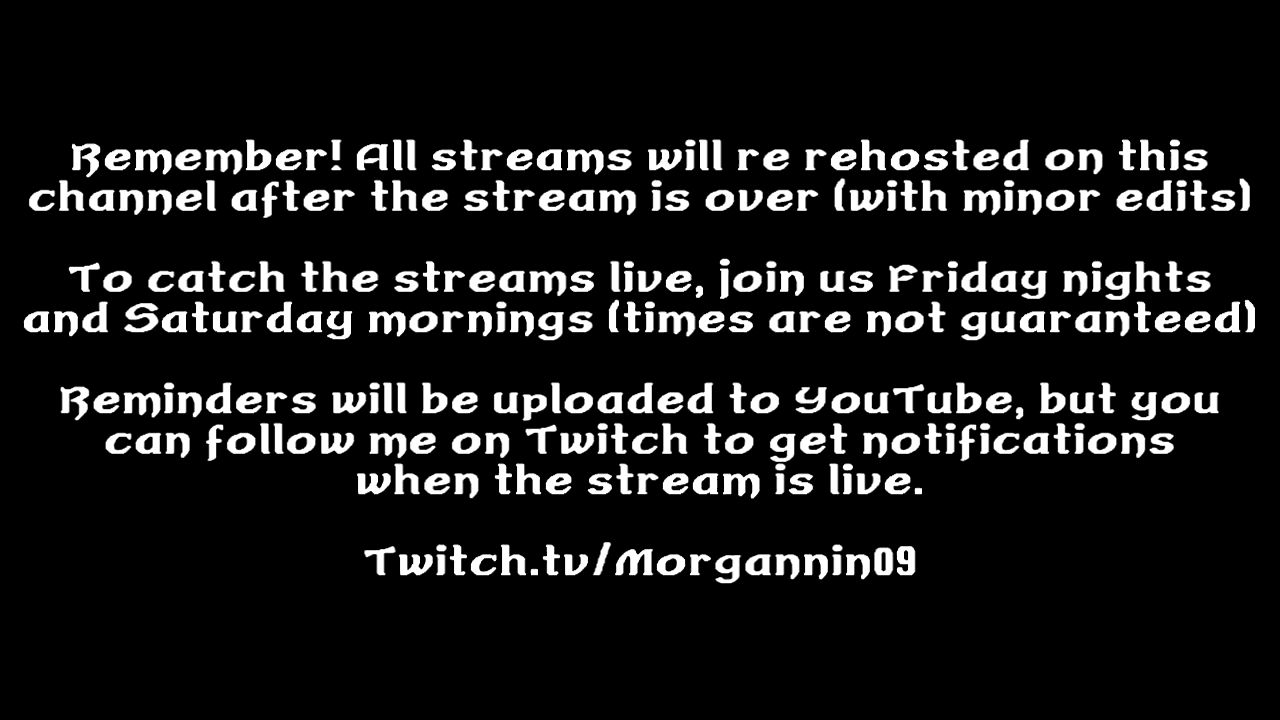 Remember! All streams will re rehosted on this
channel after the stream is over (with minor edits)
To catch the streams live, join us Friday nights
and Saturday mornings (times are not guaranteed)
Reminders will be uploaded to YouTube, but you
can follow me on Twitch to get notifications
when the stream is live.
Twitch.tv/Morgannin09